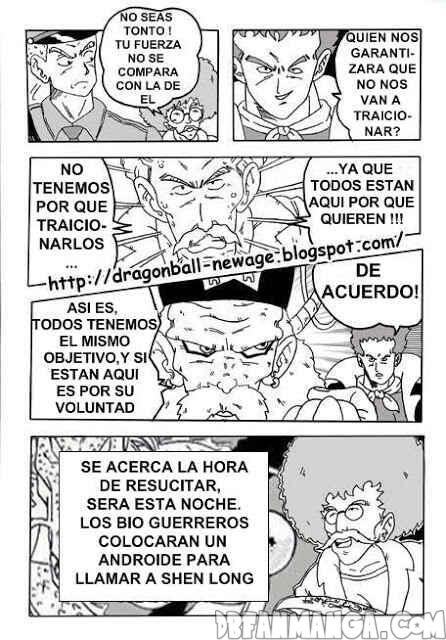 NO SEAS
TONTO !
TU FUERZA
NO SE
COMPARA
CON LA DE
EL
QUIEN NOS
GARANTI-
ZARA QUE
NO NOS
VAN A
TRAICIO-
NAR?
NO
TENEMOS
POR QUE
TRAICIO-
NARLOS
...
...YA QUE
TODOS ESTAN
AQUI POR QUE
QUIEREN !!!
http://dragonball-newage.blogspot.com/
ASI ES,
TODOS TENEMOS
EL MISMO
OBJETIVO,Y SI
ESTAN AQUI
ES POR SU
VOLUNTAD
DE
ACUERDO!
SE ACERCA LA HORA
DE RESUCITAR,
SERA ESTA NOCHE.
LOS BIO GUERREROS
COLOCARAN UN
ANDROIDE PARA
LLAMAR A SHEN LONG
DBFANMANGA.COM